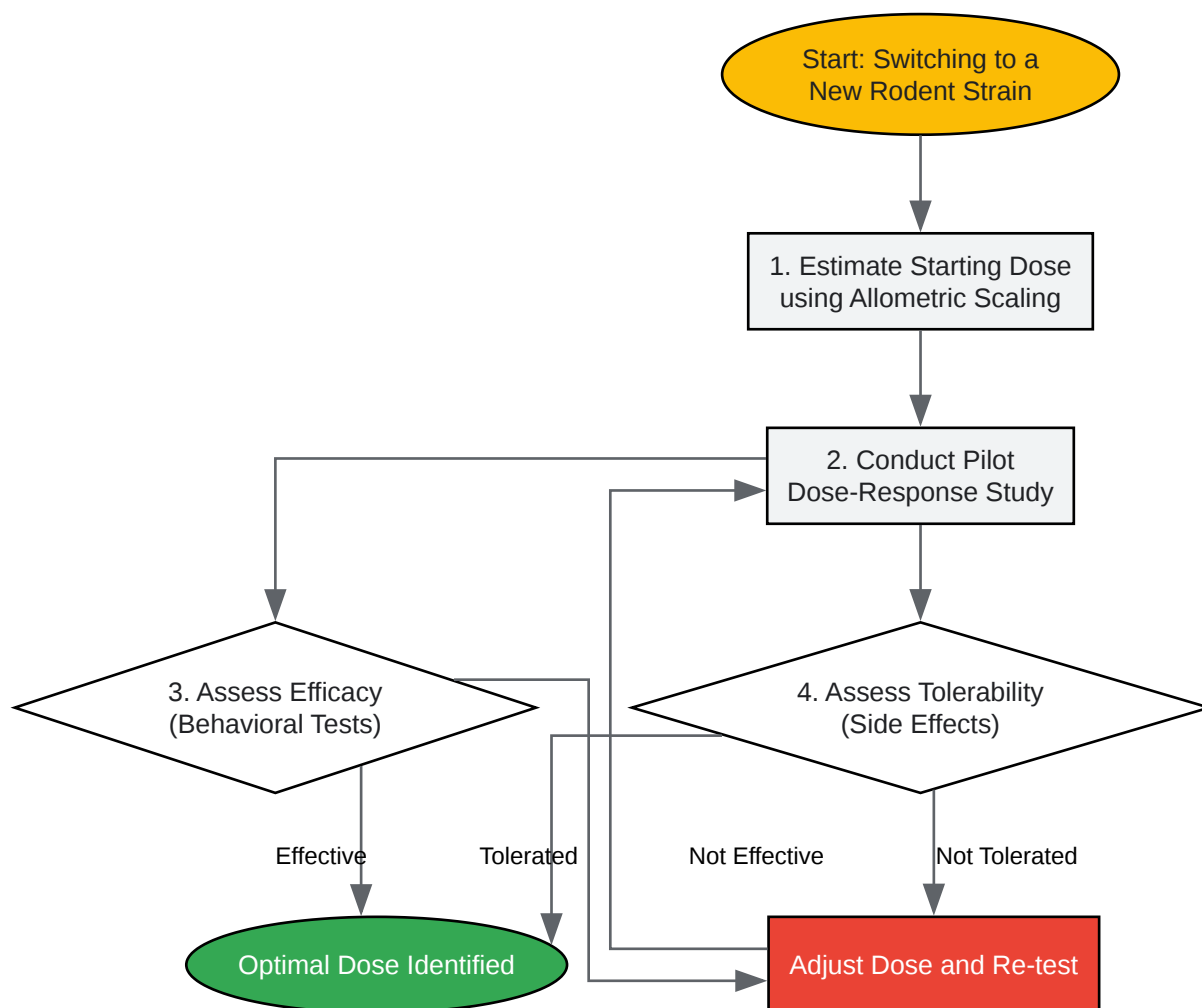 Start: Switching to a
New Rodent Strain
1. Estimate Starting Dose
using Allometric Scaling
2. Conduct Pilot
Dose-Response Study
3. Assess Efficacy
(Behavioral Tests)
4. Assess Tolerability
(Side Effects)
Effective
Tolerated
Not Effective
Not Tolerated
Optimal Dose Identified
Adjust Dose and Re-test